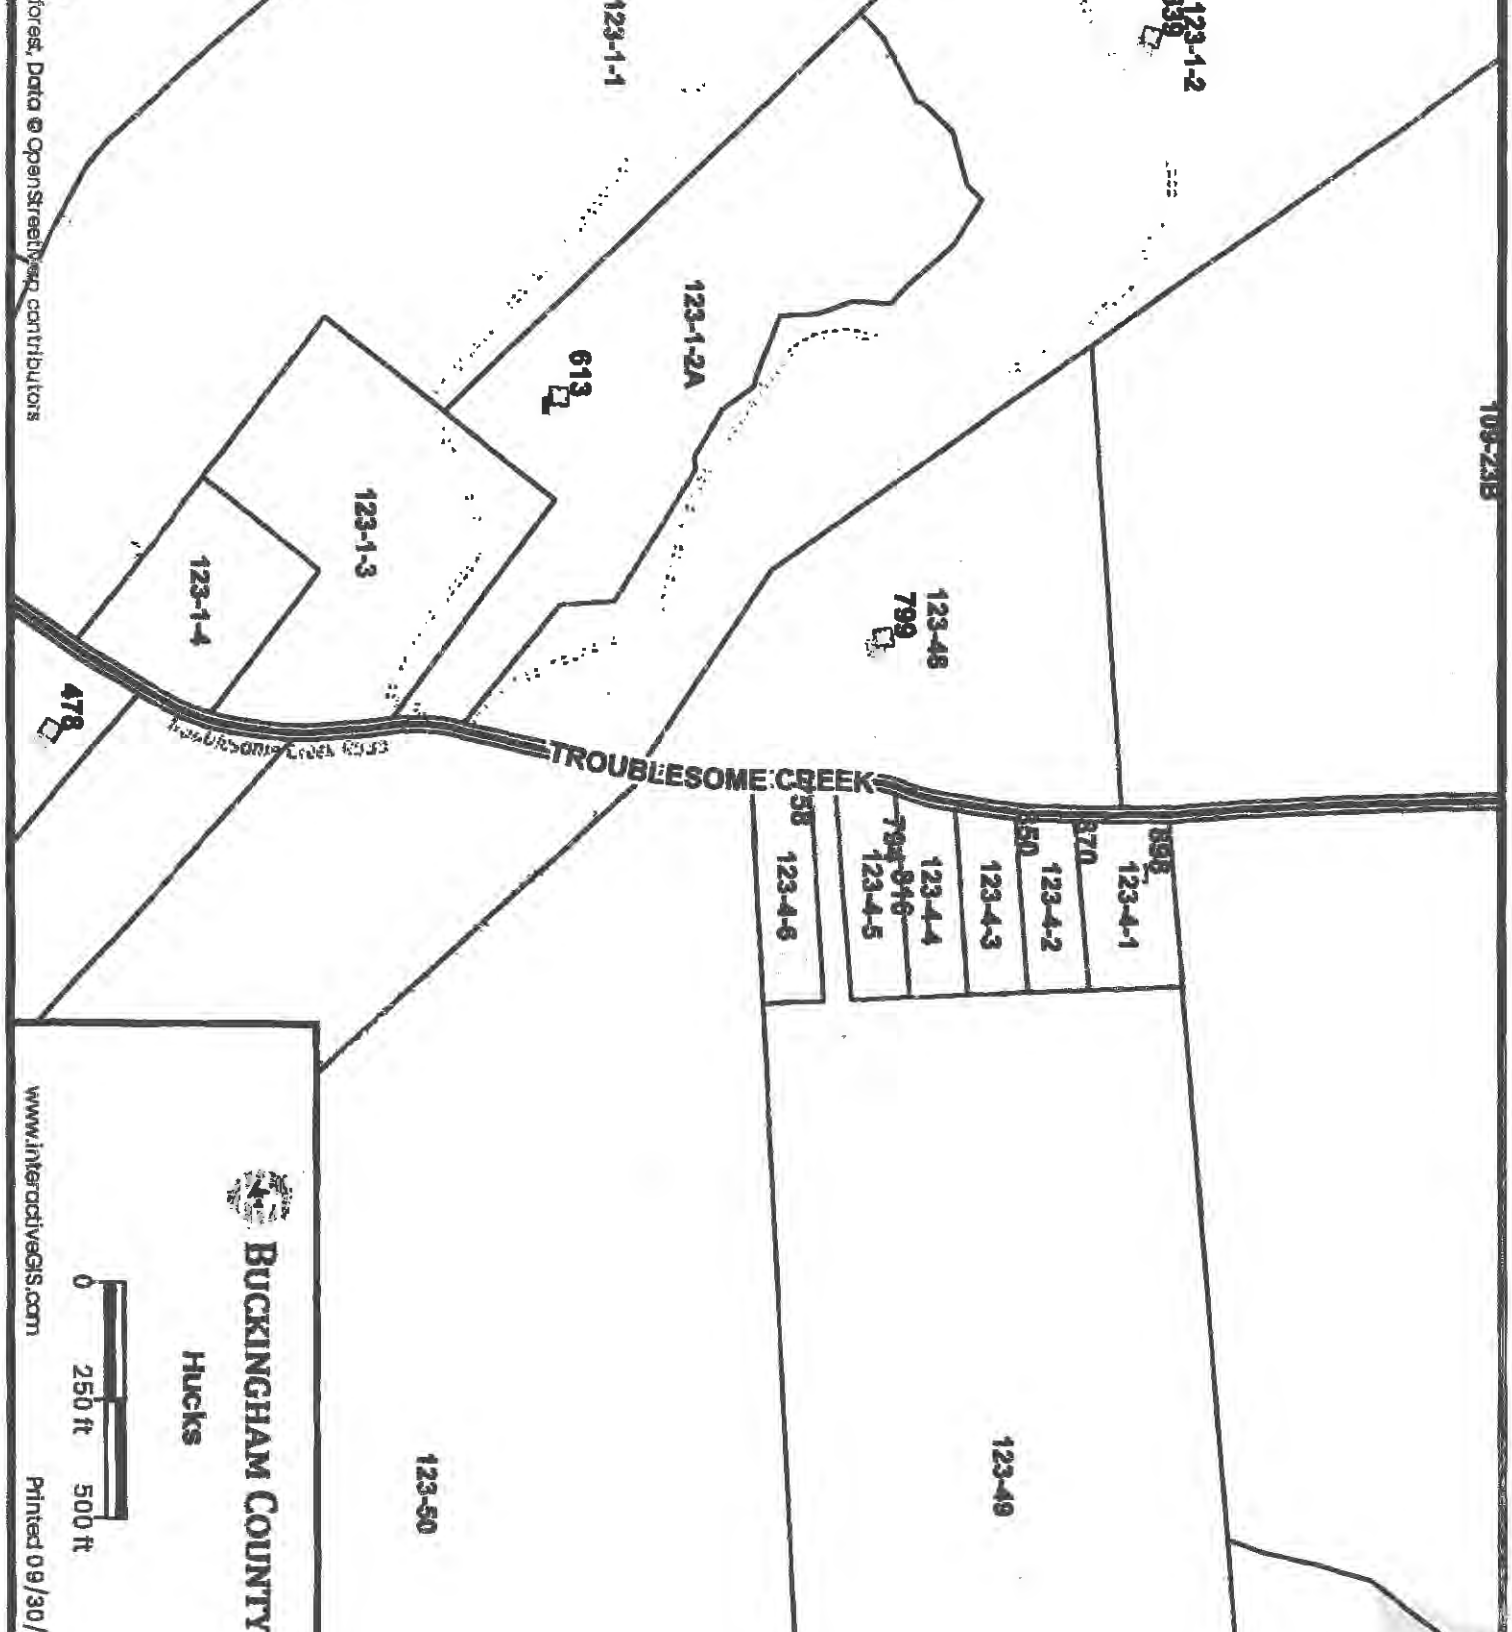 109-23B
123-1-2
839
123-1-1
123-1-2A
613
123-48
799
123-1-3
123-1-4
478
TROUBLESOME CREEK
Troublesome Creek Road
898
123-4-1
870
123-4-2
850
123-4-3
123-4-4
816
794
123-4-5
758
123-4-6
123-49
123-50
BUCKINGHAM COUNTY
Hucks
0 250 ft 500 ft
forest, Data © OpenStreetMap contributors
www.interactiveGIS.com
Printed 09/30/